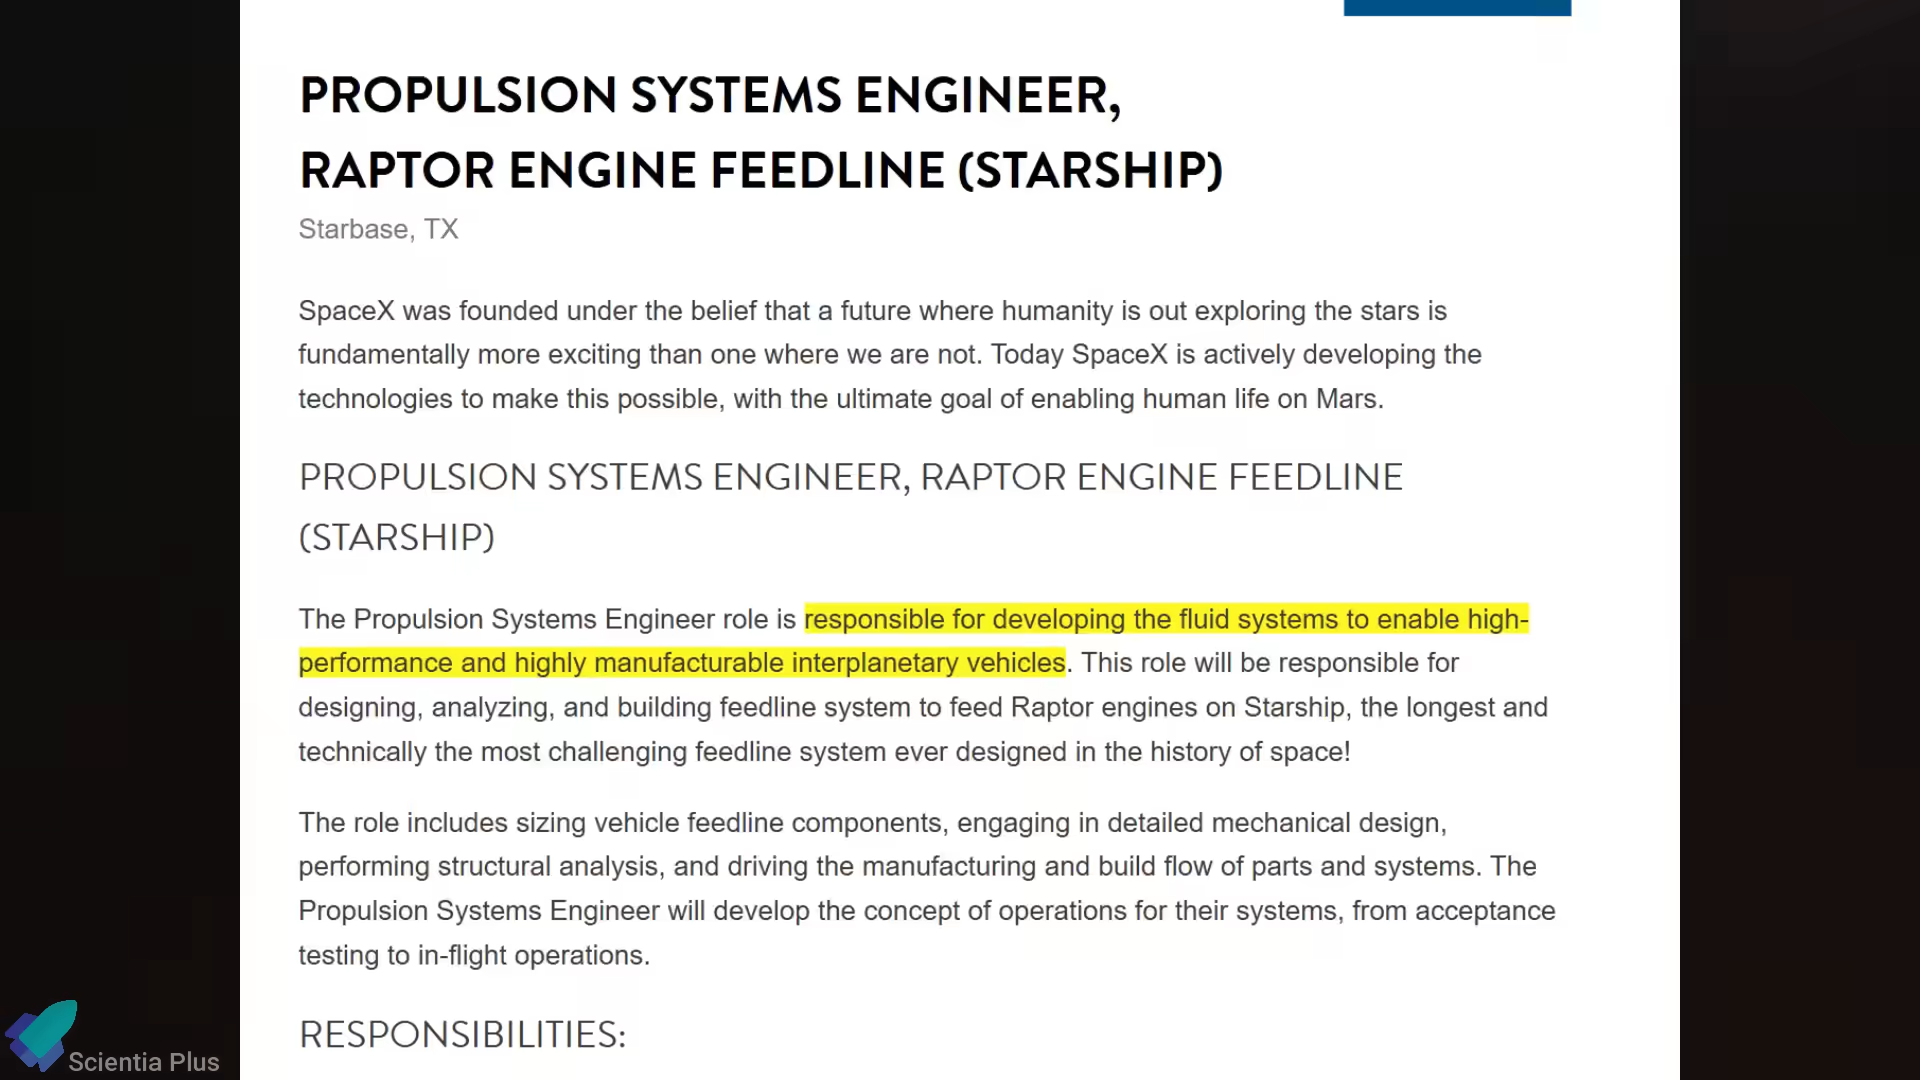 PROPULSION SYSTEMS ENGINEER,
RAPTOR ENGINE FEEDLINE (STARSHIP)
Starbase, TX
SpaceX was founded under the belief that a future where humanity is out exploring the stars is
fundamentally more exciting than one where we are not. Today SpaceX is actively developing the
technologies to make this possible, with the ultimate goal of enabling human life on Mars.
PROPULSION SYSTEMS ENGINEER, RAPTOR ENGINE FEEDLINE
(STARSHIP)
The Propulsion Systems Engineer role is responsible for developing the fluid systems to enable high-
performance and highly manufacturable interplanetary vehicles. This role will be responsible for
designing, analyzing, and building feedline system to feed Raptor engines on Starship, the longest and
technically the most challenging feedline system ever designed in the history of space!
The role includes sizing vehicle feedline components, engaging in detailed mechanical design,
performing structural analysis, and driving the manufacturing and build flow of parts and systems. The
Propulsion Systems Engineer will develop the concept of operations for their systems, from acceptance
testing to in-flight operations.
RESPONSIBILITIES:
Scientia Plus